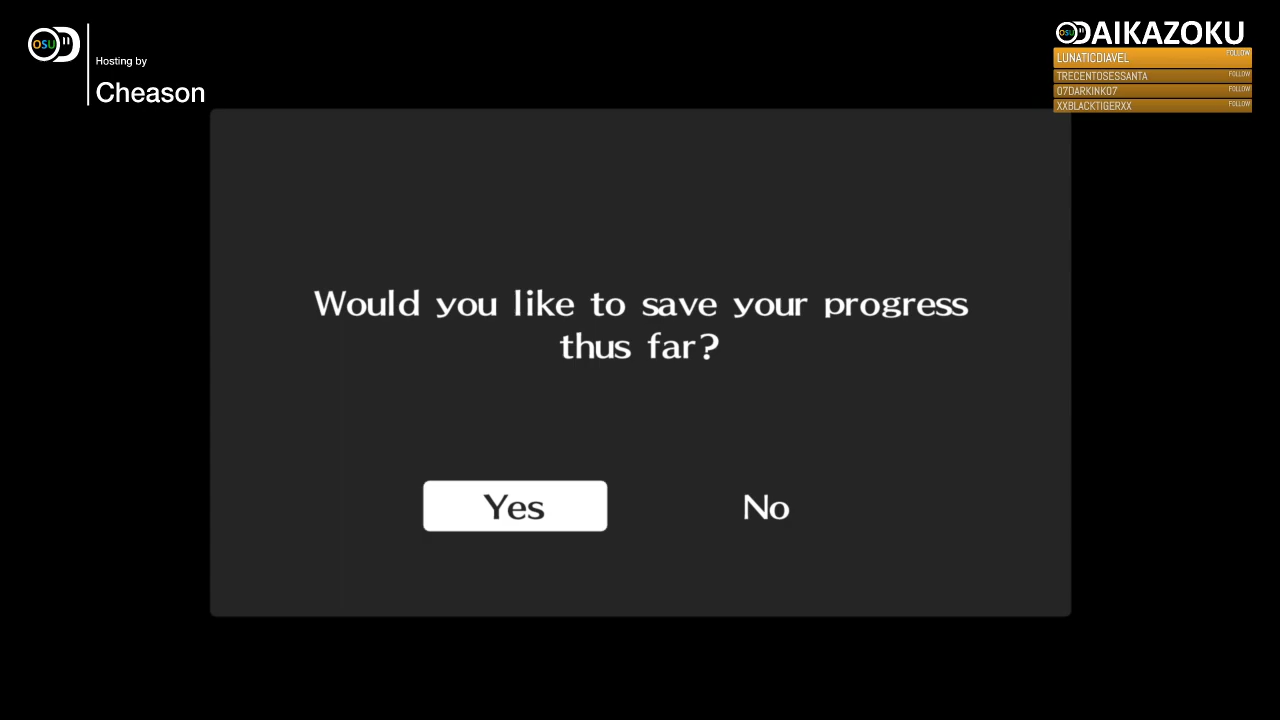 OSU
Hosting by
Cheason
OSU
DAIKAZOKU
LUNATICDIAVEL FOLLOW
TRECENTOSESSANTA FOLLOW
07DARKINK07 FOLLOW
XXBLACKTIGERXX FOLLOW
Would you like to save your progress
thus far?
Yes No